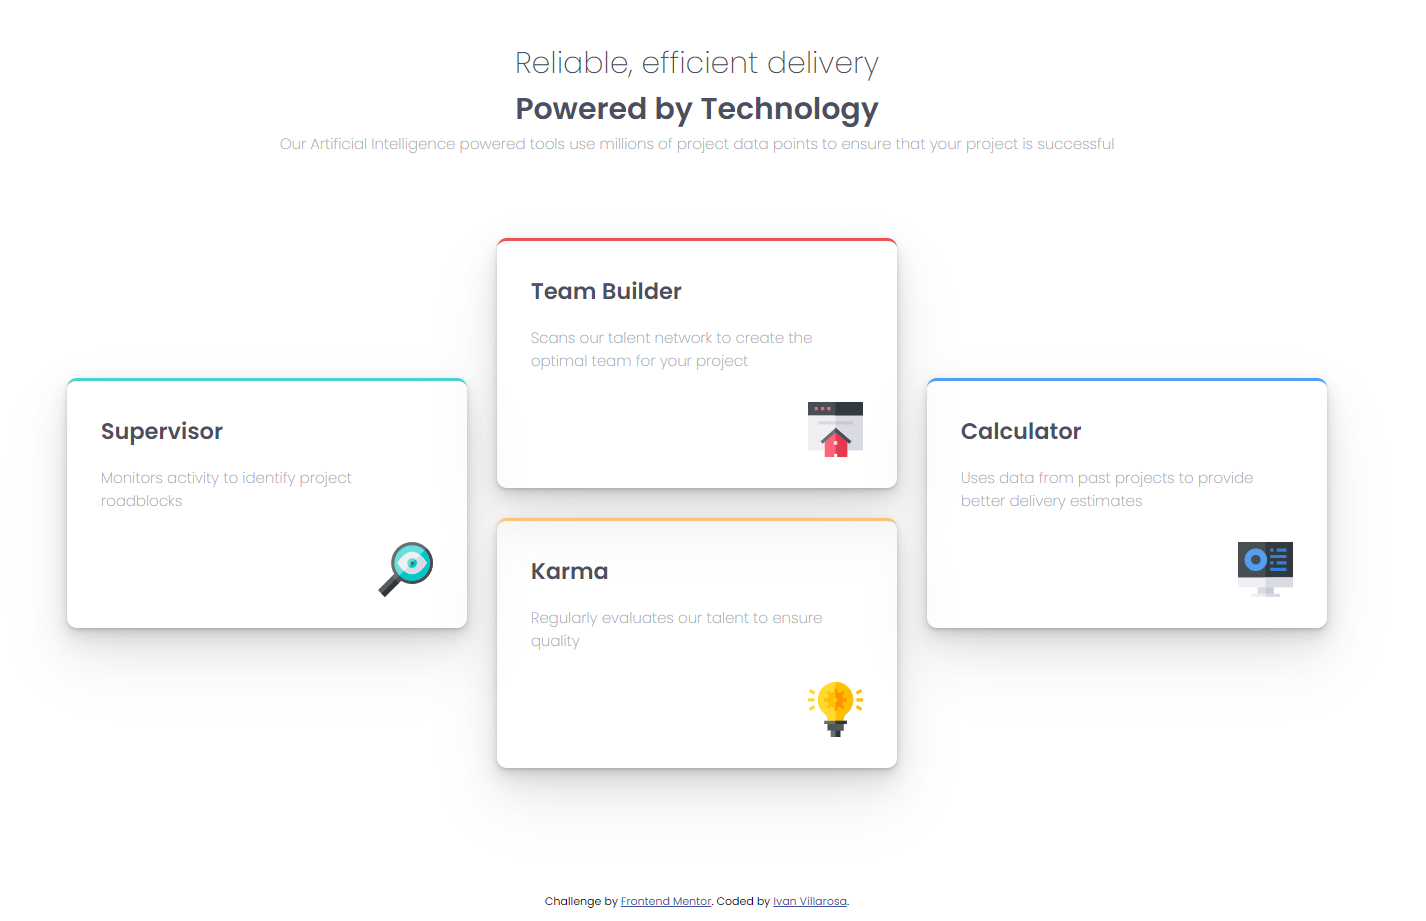 Reliable, efficient delivery
Powered by Technology
Our Artificial Intelligence powered tools use millions of project data points to ensure that your project is successful
Team Builder
Scans our talent network to create the
optimal team for your project
Supervisor
Monitors activity to identify project
roadblocks
Calculator
Uses data from past projects to provide
better delivery estimates
Karma
Regularly evaluates our talent to ensure
quality
Challenge by Frontend Mentor. Coded by Ivan Villarosa.